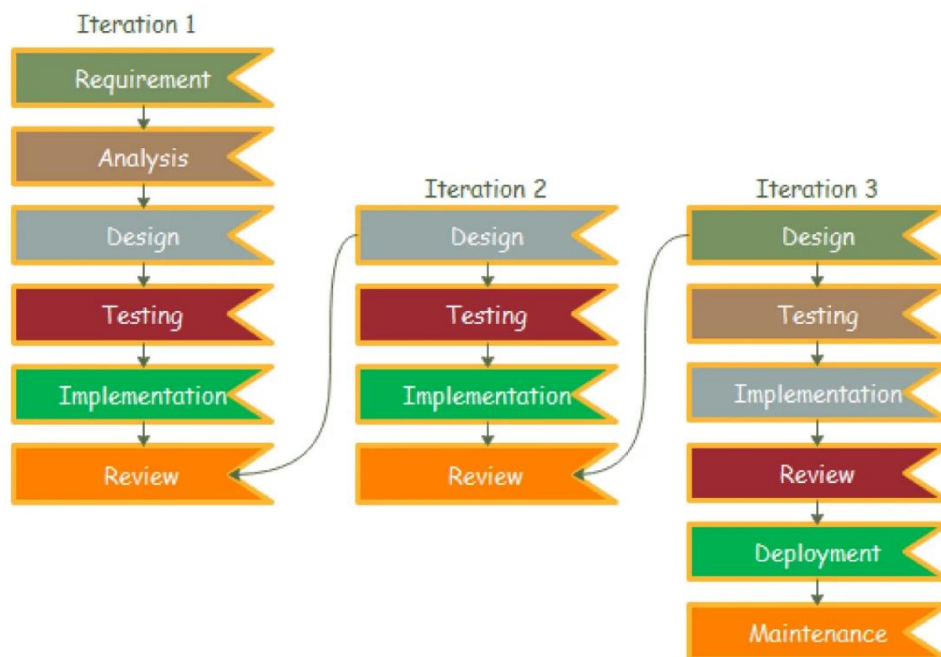 Iteration 1
Requirement
Analysis
Design
Testing
Implementation
Review
Iteration 2
Design
Testing
Implementation
Review
Iteration 3
Design
Testing
Implementation
Review
Deployment
Maintenance